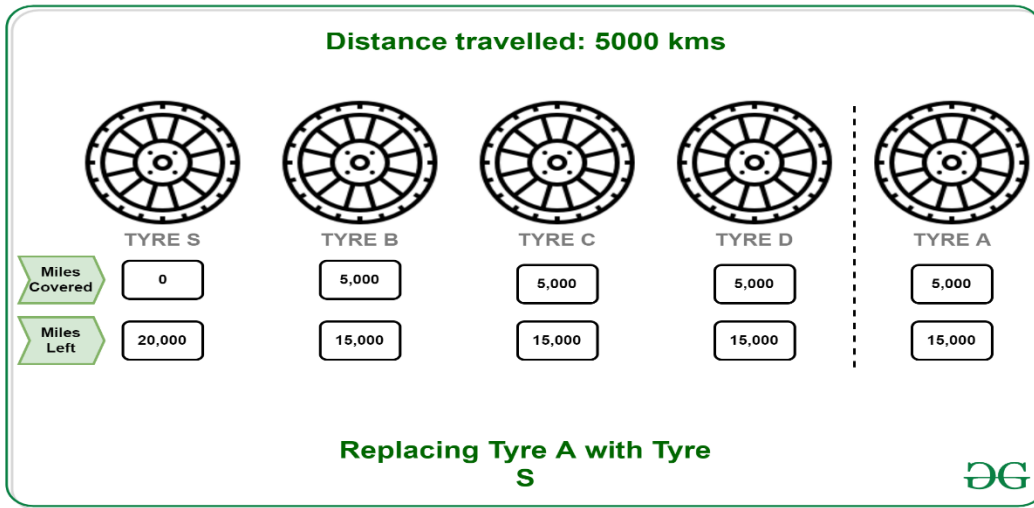 Distance travelled: 5000 kms
TYRE S TYRE B TYRE C TYRE D TYRE A
Miles Covered 0 5,000 5,000 5,000 5,000
Miles Left 20,000 15,000 15,000 15,000 15,000
Replacing Tyre A with Tyre
S